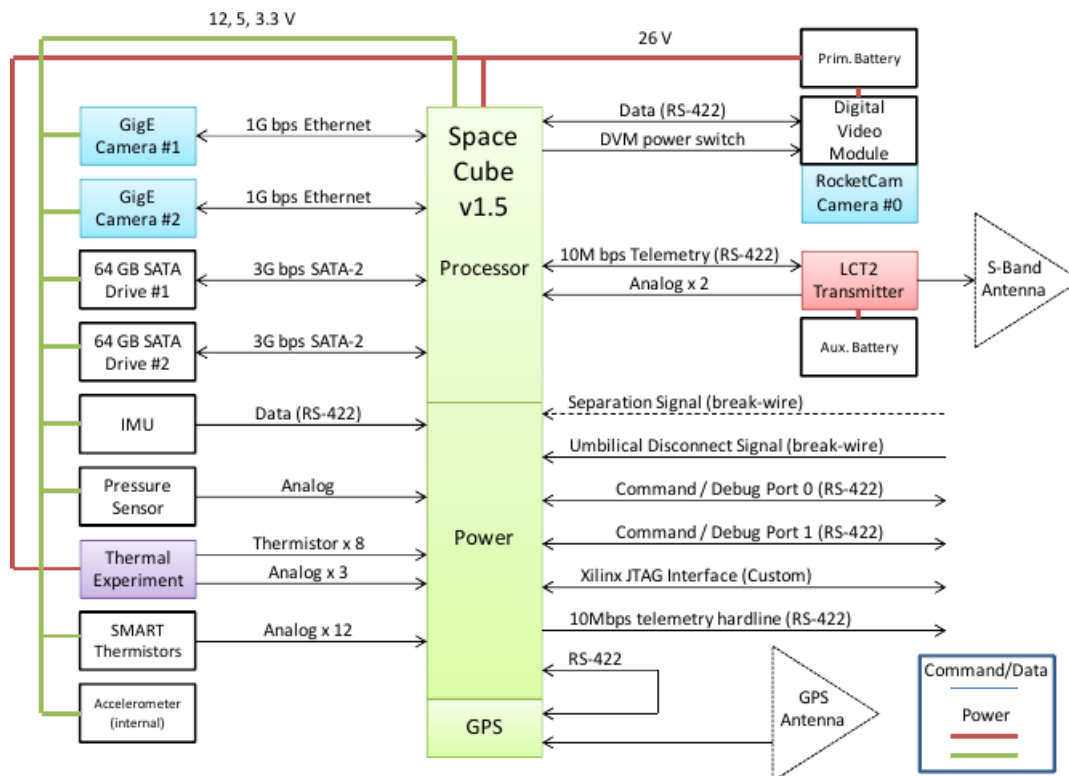 12, 5, 3.3 V
26 V
Prim. Battery
GigE
Camera #1
1G bps Ethernet
Space
Cube
v1.5
Data (RS-422)
DVM power switch
Digital
Video
Module
RocketCam
Camera #0
GigE
Camera #2
1G bps Ethernet
64 GB SATA
Drive #1
3G bps SATA-2
Processor
10M bps Telemetry (RS-422)
Analog x 2
LCT2
Transmitter
S-Band
Antenna
64 GB SATA
Drive #2
3G bps SATA-2
Aux. Battery
IMU
Data (RS-422)
Separation Signal (break-wire)
Umbilical Disconnect Signal (break-wire)
Pressure
Sensor
Analog
Command / Debug Port 0 (RS-422)
Power
Command / Debug Port 1 (RS-422)
Thermal
Experiment
Thermistor x 8
Analog x 3
Xilinx JTAG Interface (Custom)
SMART
Thermistors
Analog x 12
10Mbps telemetry hardline (RS-422)
RS-422
Accelerometer
(internal)
GPS
GPS
Antenna
Command/Data
Power